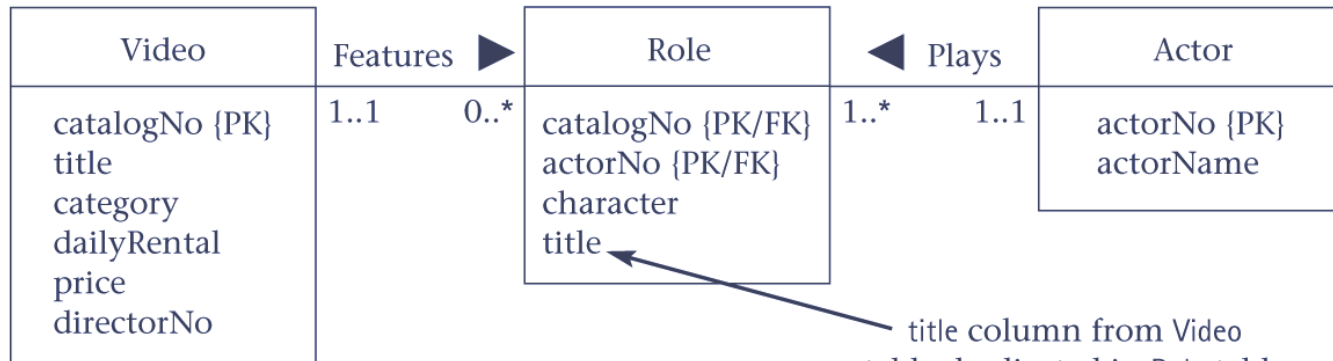 Video
Features
Role
Plays
Actor
1..1
0..*
1..*
1..1
catalogNo {PK}
title
category
dailyRental
price
directorNo
catalogNo {PK/FK}
actorNo {PK/FK}
character
title
actorNo {PK}
actorName
title column from Video